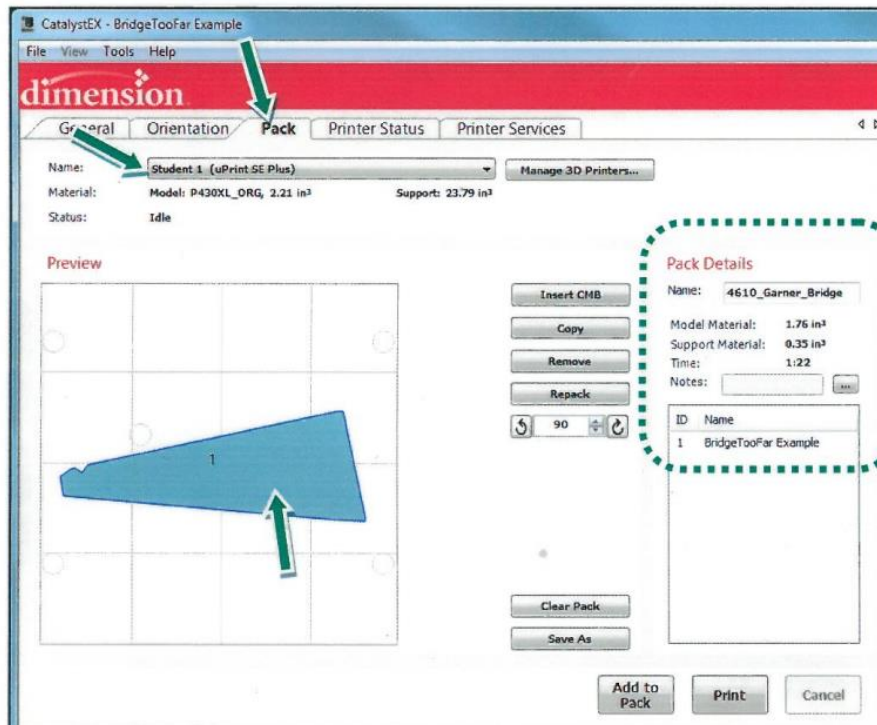 CatalystEX - BridgeTooFar Example
File View Tools Help
dimension
General Orientation Pack Printer Status Printer Services
Name: Student 1 (uPrint SE Plus) Manage 3D Printers...
Material: Model: P430XL_ORG, 2.21 in³ Support: 23.79 in³
Status: Idle
Preview
1
Insert CMB
Copy
Remove
Repack
90
Clear Pack
Save As
Pack Details
Name: 4610_Garner_Bridge
Model Material: 1.76 in³
Support Material: 0.35 in³
Time: 1:22
Notes: ...
ID Name
1 BridgeTooFar Example
Add to
Pack
Print
Cancel